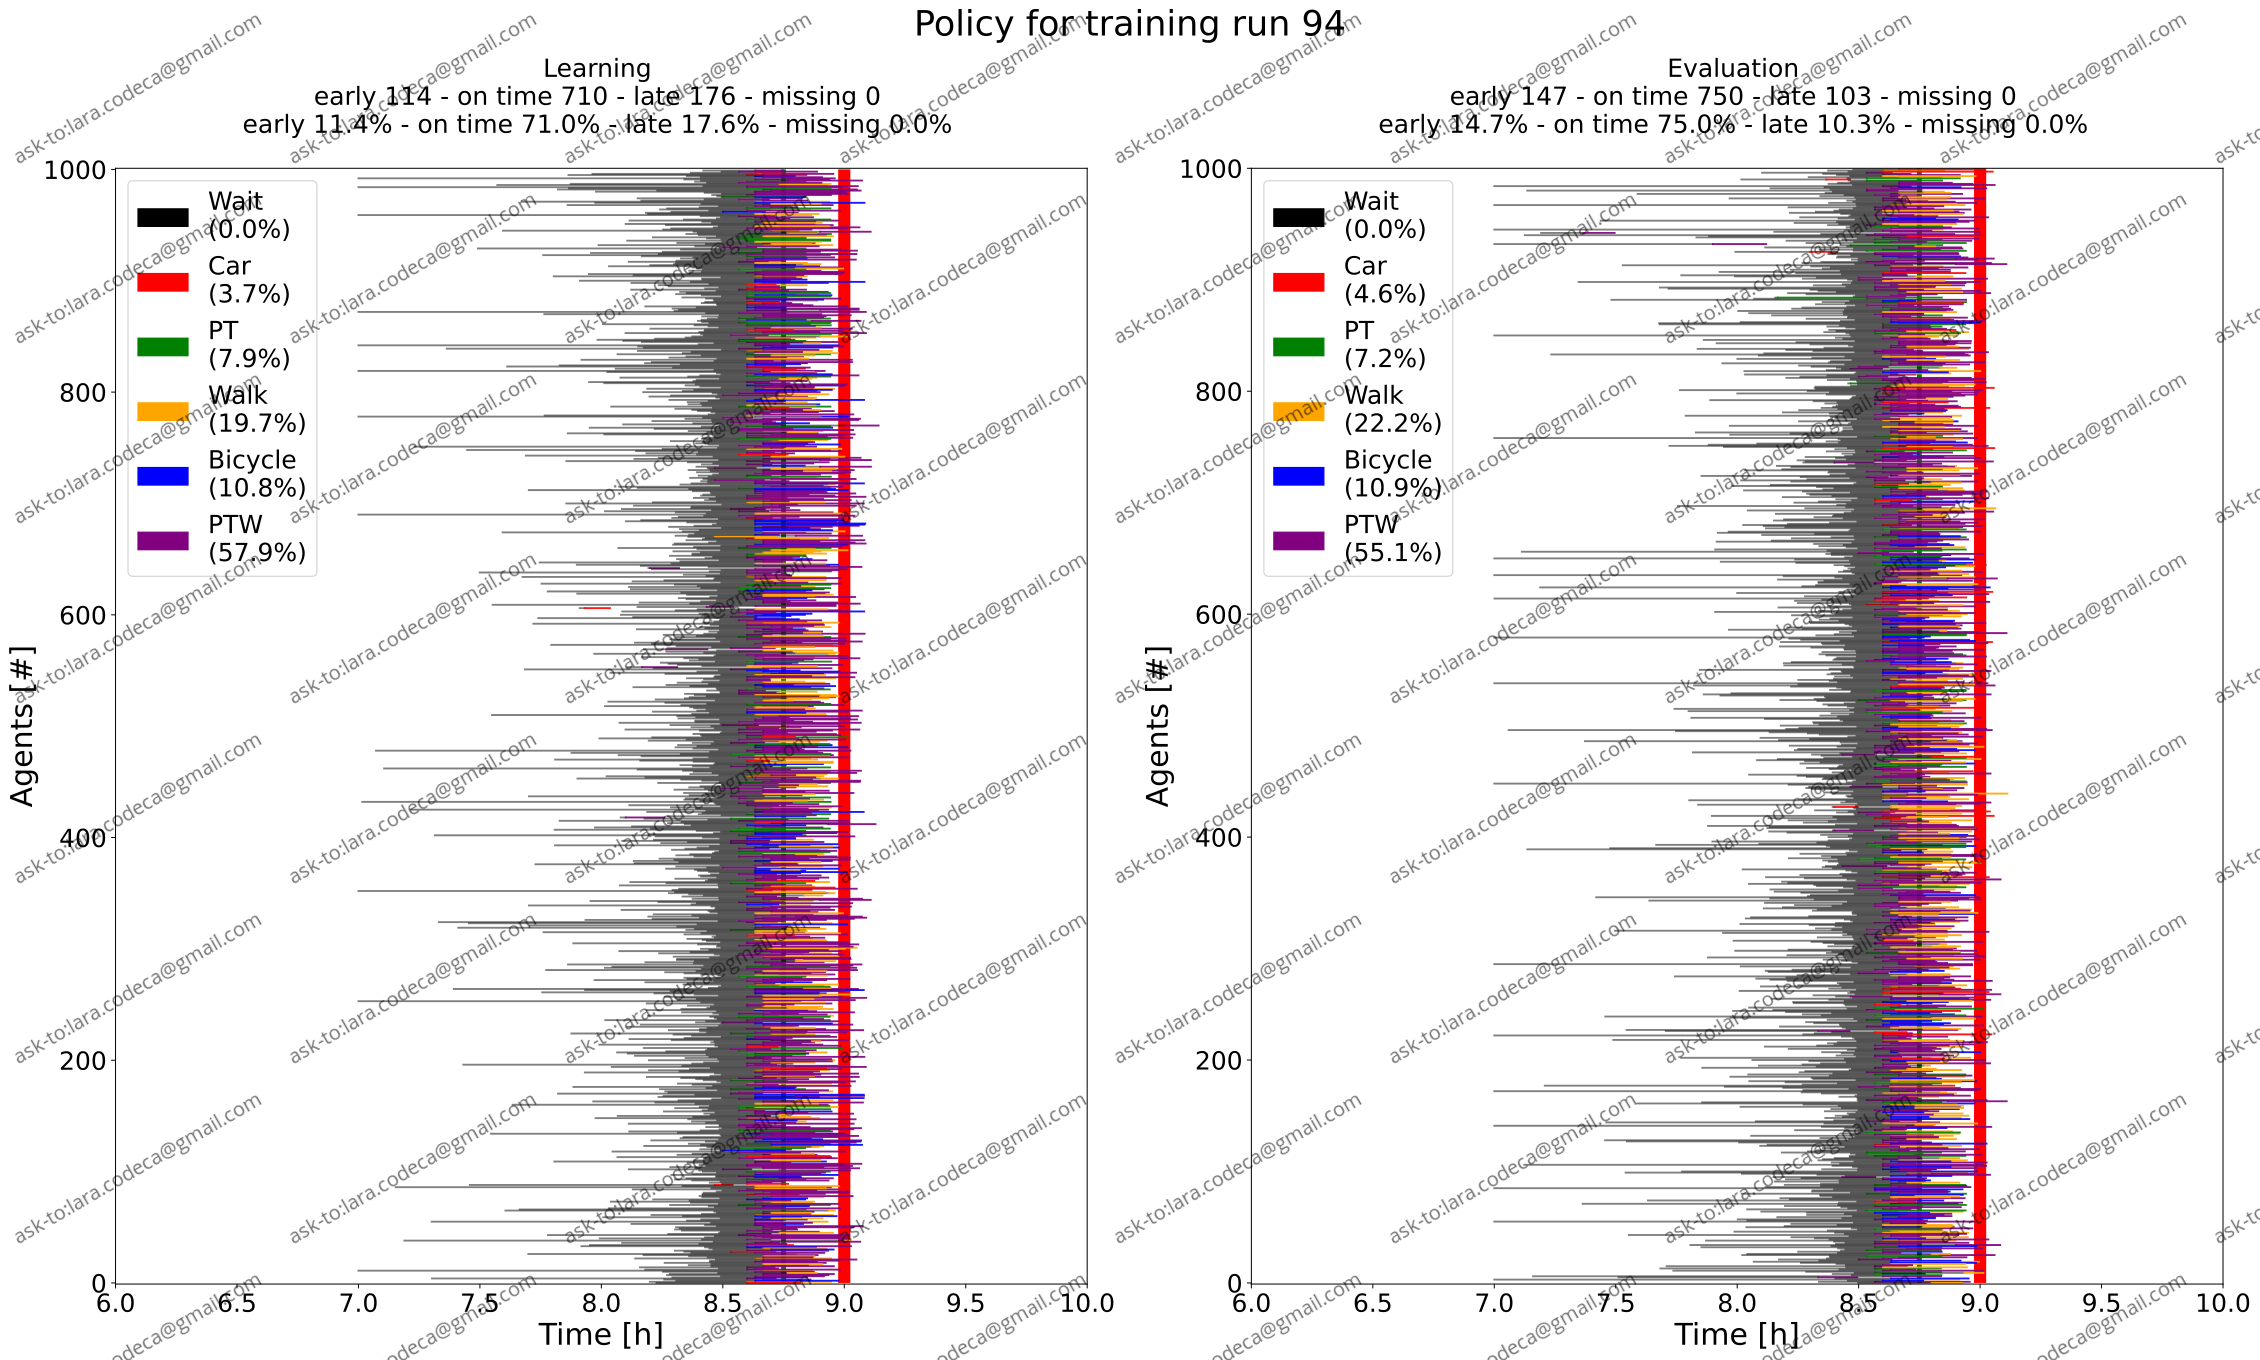 Policy for training run 94
Learning
early 114 - on time 710 - late 176 - missing 0
early 11.4% - on time 71.0% - late 17.6% - missing 0.0%
1000
800
600
400
200
0
Agents [#]
Wait
(0.0%)
Car
(3.7%)
PT
(7.9%)
Walk
(19.7%)
Bicycle
(10.8%)
PTW
(57.9%)
6.0 6.5 7.0 7.5 8.0 8.5 9.0 9.5 10.0
Time [h]
Evaluation
early 147 - on time 750 - late 103 - missing 0
early 14.7% - on time 75.0% - late 10.3% - missing 0.0%
1000
800
600
400
200
0
Agents [#]
Wait
(0.0%)
Car
(4.6%)
PT
(7.2%)
Walk
(22.2%)
Bicycle
(10.9%)
PTW
(55.1%)
6.0 6.5 7.0 7.5 8.0 8.5 9.0 9.5 10.0
Time [h]
ask-to:lara.codeca@gmail.com